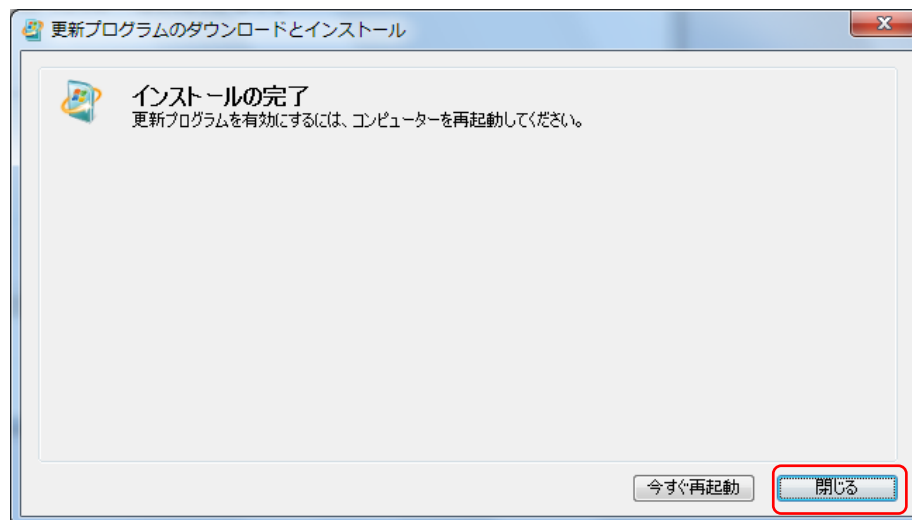 更新プログラムのダウンロードとインストール
インストールの完了
更新プログラムを有効にするには、コンピューターを再起動してください。
今すぐ再起動
閉じる